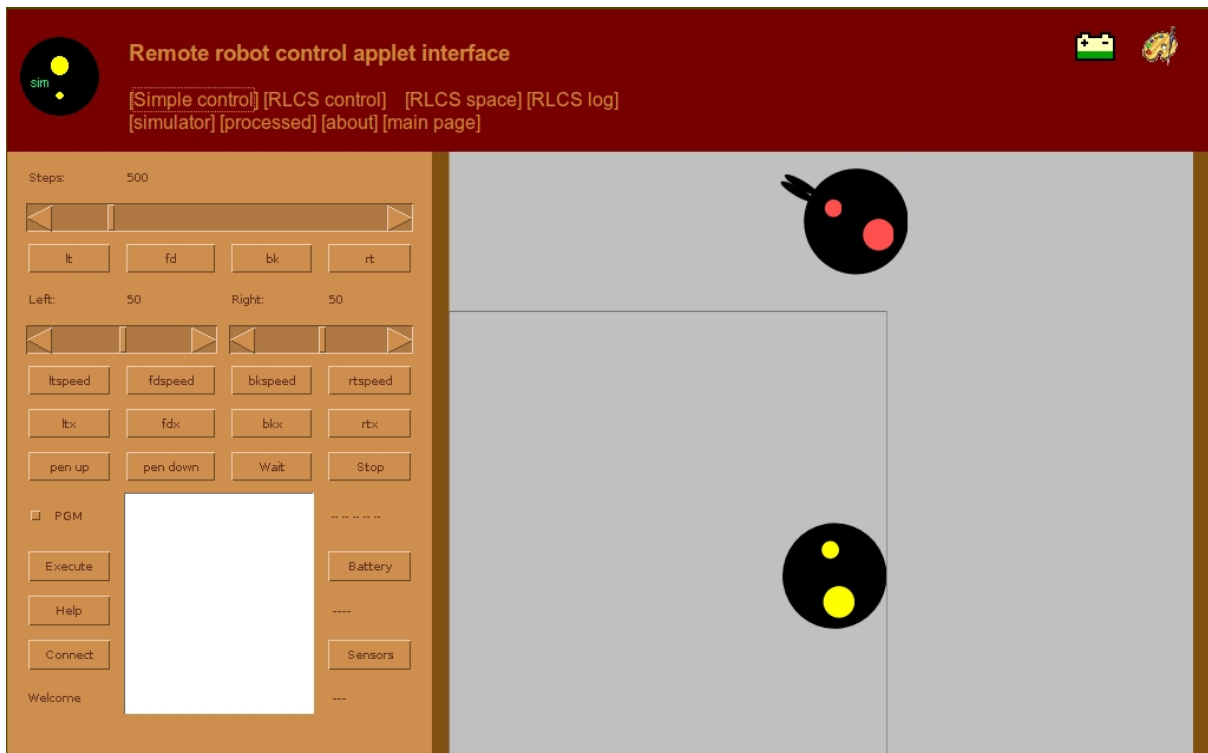 sim
Remote robot control applet interface
[Simple control] [RLCS control] [RLCS space] [RLCS log]
[simulator] [processed] [about] [main page]
Steps: 500
lt fd bk rt
Left: 50 Right: 50
ltspeed fdspeed bkspeed rtspeed
ltx fdx bkx rtx
pen up pen down Wait Stop
PGM -- -- -- -- --
Execute Battery
Help ----
Connect Sensors
Welcome ---